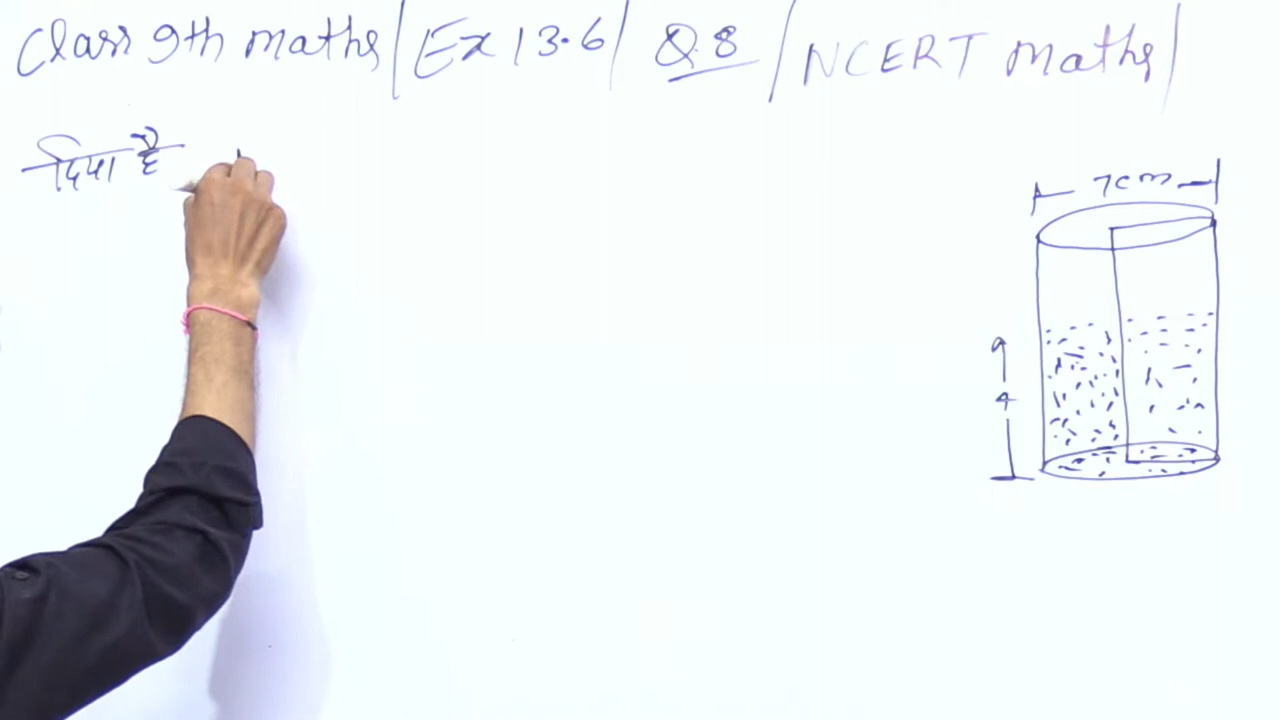 Class 9th maths / Ex 13.6 / Q.8 / NCERT Maths /
दिया है
7cm
4